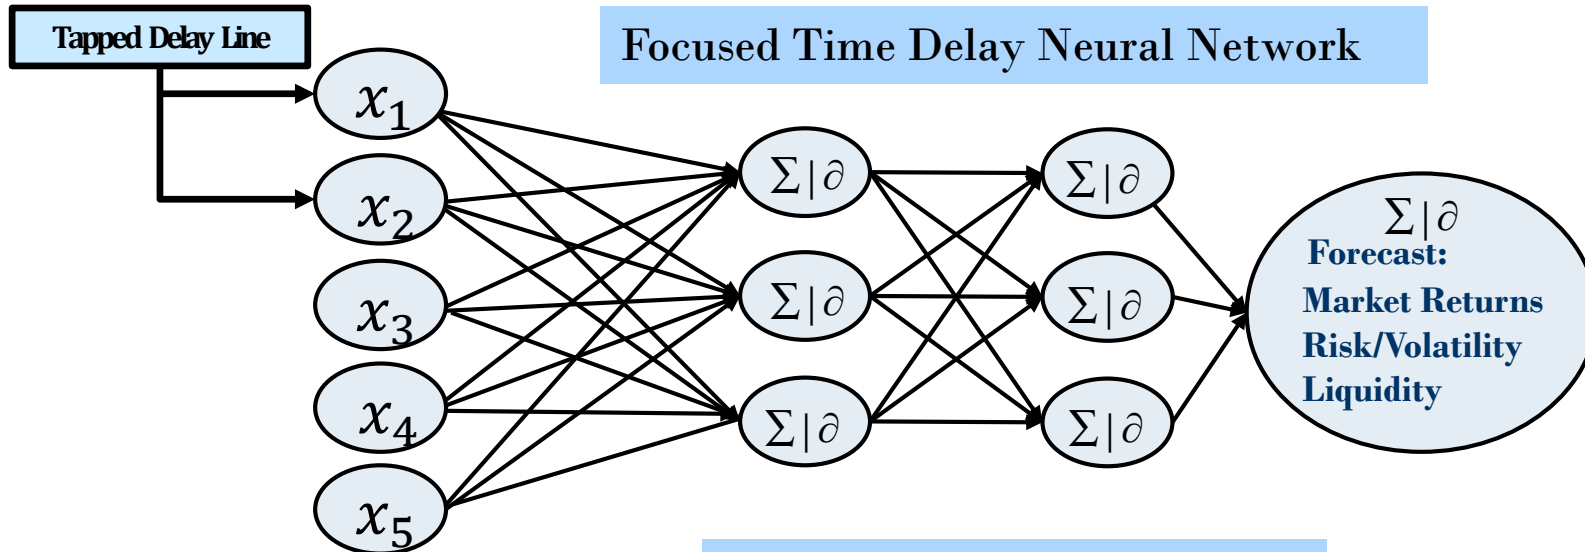 Tapped Delay Line
Focused Time Delay Neural Network
x₁
x₂
x₃
x₄
x₅
Σ|∂
Σ|∂
Σ|∂
Σ|∂
Σ|∂
Σ|∂
Σ|∂
Forecast:
Market Returns
Risk/Volatility
Liquidity